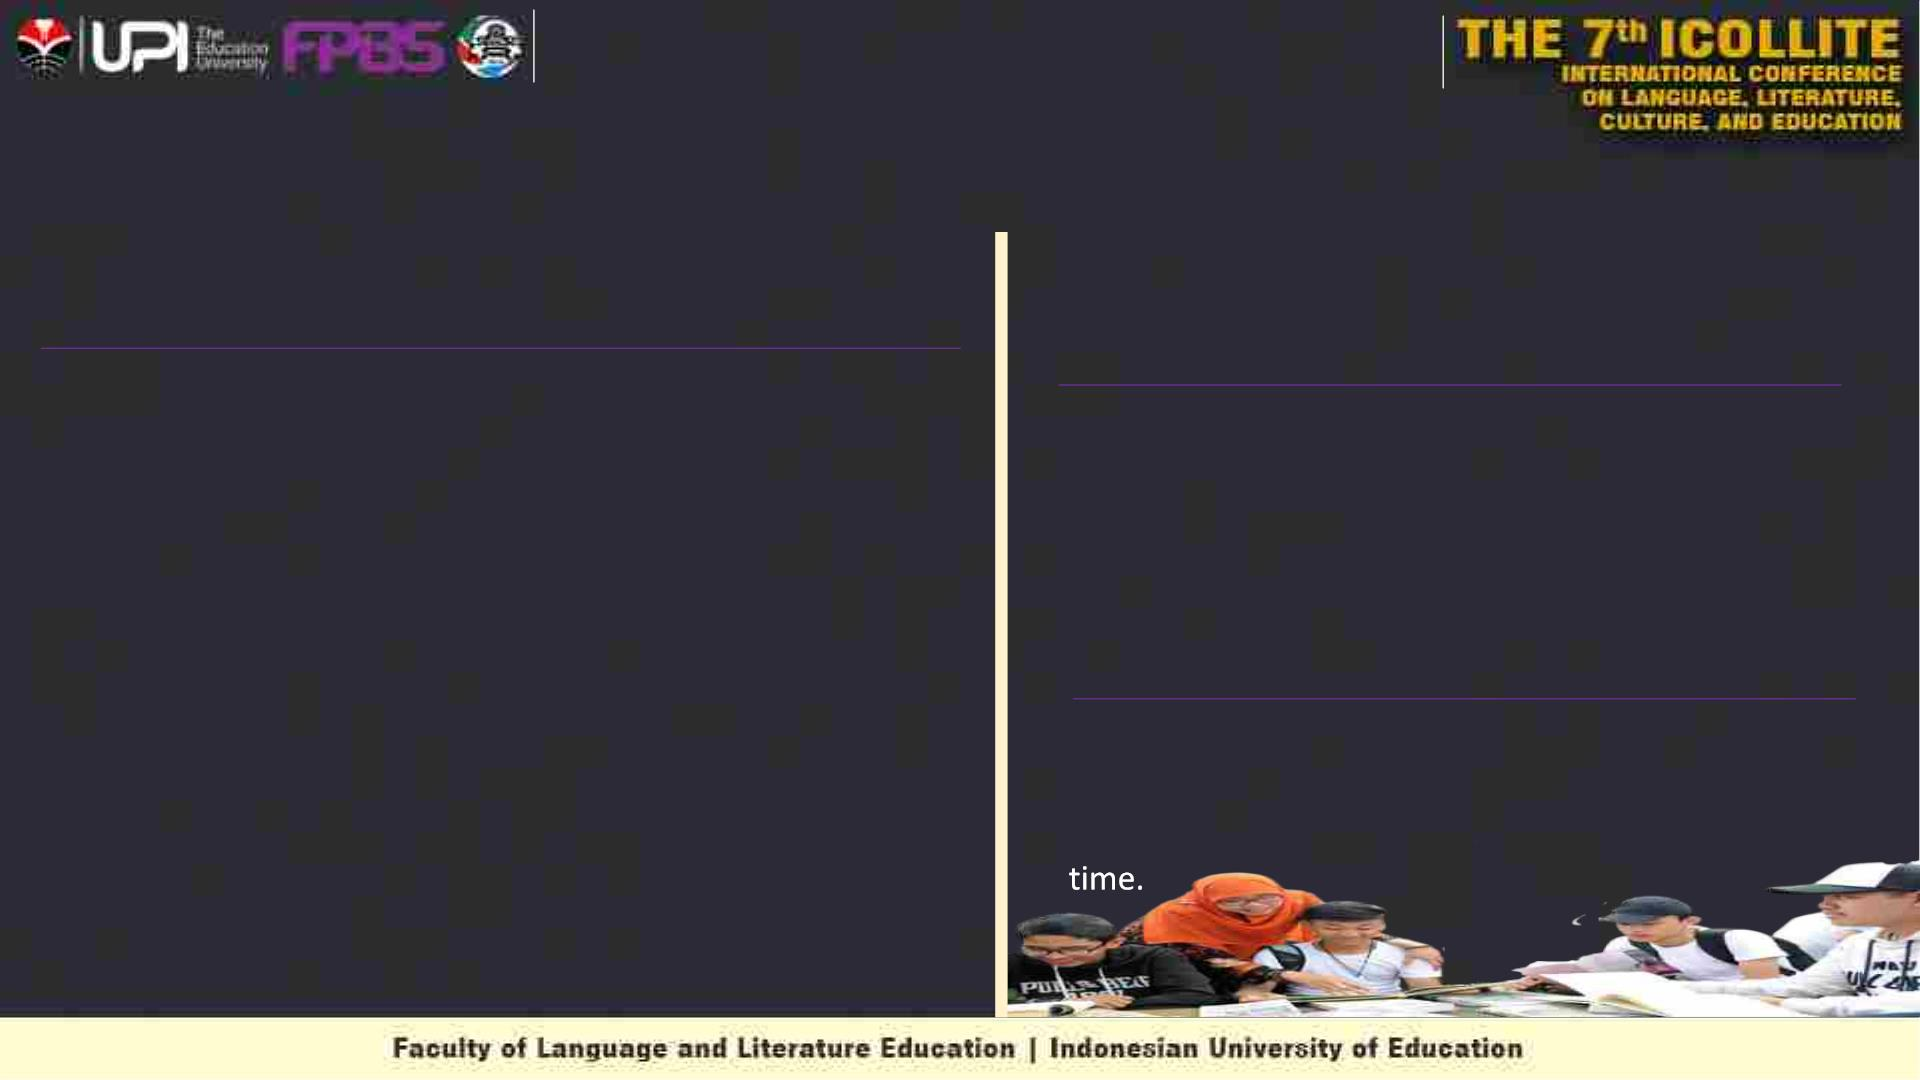 UPI
The
Education
University
FPBS
THE 7th ICOLLITE
INTERNATIONAL CONFERENCE
ON LANGUAGE, LITERATURE,
CULTURE, AND EDUCATION
time.
Faculty of Language and Literature Education | Indonesian University of Education